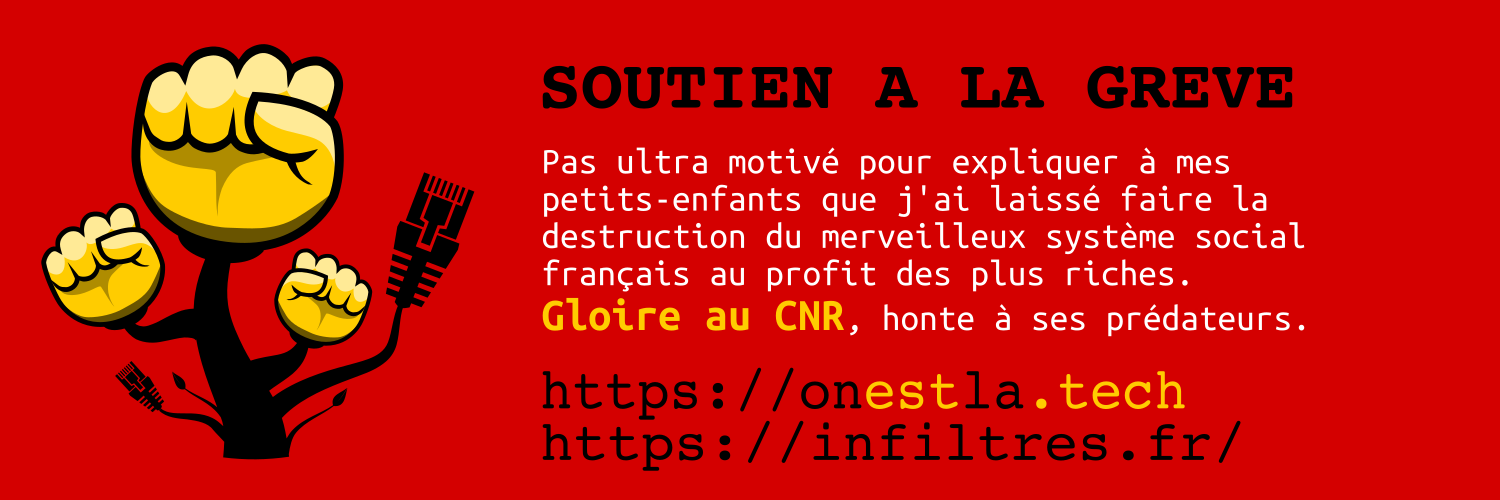 SOUTIEN A LA GREVE
Pas ultra motivé pour expliquer à mes
petits-enfants que j'ai laissé faire la
destruction du merveilleux système social
français au profit des plus riches.
Gloire au CNR, honte à ses prédateurs.
https://onestla.tech
https://infiltres.fr/